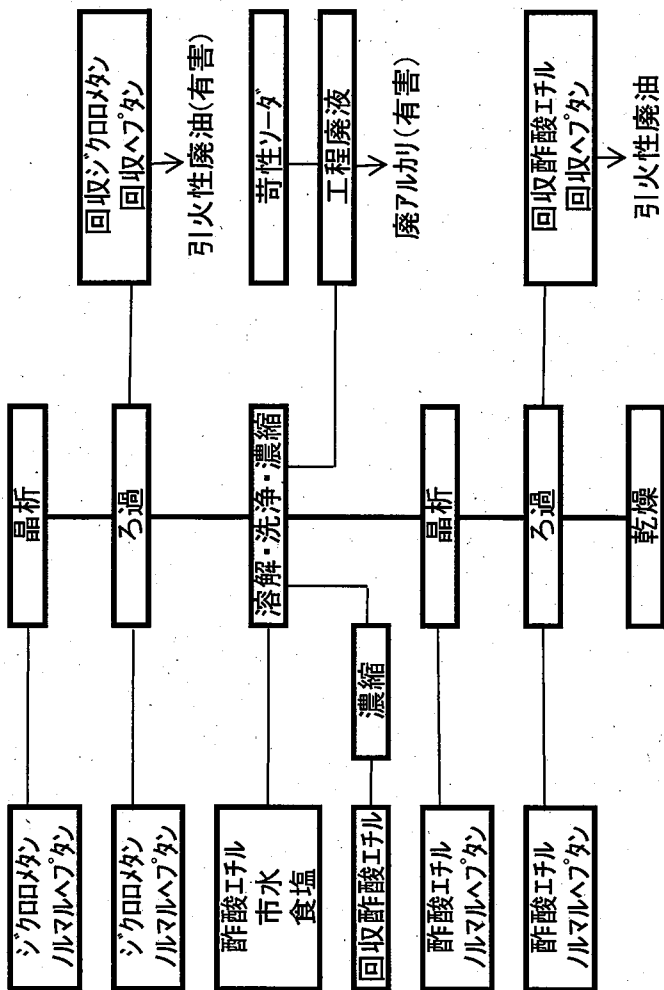 晶析
ジクロロメタン
ノルマルヘプタン
ろ過
ジクロロメタン
ノルマルヘプタン
回収ジクロロメタン
回収ヘプタン
引火性廃油(有害)
溶解・洗浄・濃縮
酢酸エチル
市水
食塩
苛性ソーダ
工程廃液
廃アルカリ(有害)
濃縮
回収酢酸エチル
晶析
酢酸エチル
ノルマルヘプタン
ろ過
酢酸エチル
ノルマルヘプタン
回収酢酸エチル
回収ヘプタン
引火性廃油
乾燥